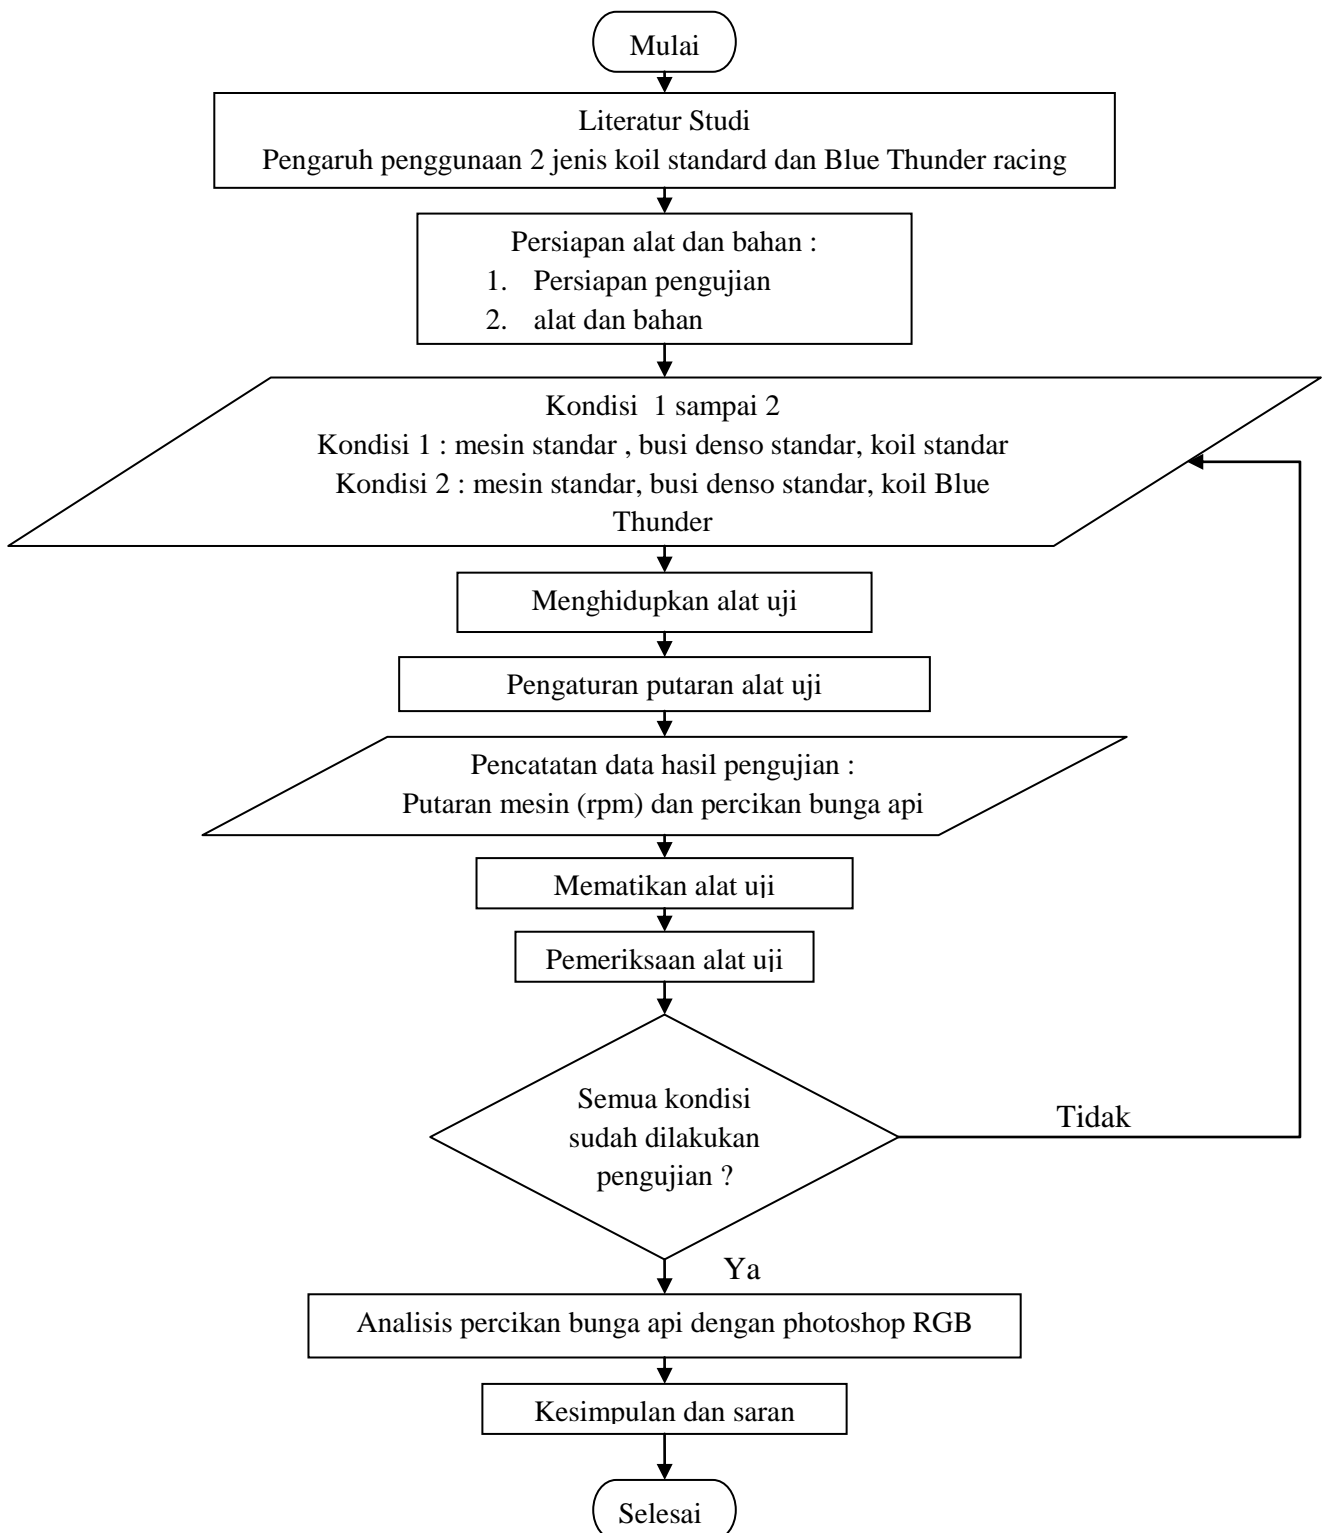 Mulai
Literatur Studi
Pengaruh penggunaan 2 jenis koil standard dan Blue Thunder racing
Persiapan alat dan bahan :
1. Persiapan pengujian
2. alat dan bahan
Kondisi 1 sampai 2
Kondisi 1 : mesin standar , busi denso standar, koil standar
Kondisi 2 : mesin standar, busi denso standar, koil Blue
Thunder
Menghidupkan alat uji
Pengaturan putaran alat uji
Pencatatan data hasil pengujian :
Putaran mesin (rpm) dan percikan bunga api
Mematikan alat uji
Pemeriksaan alat uji
Semua kondisi
sudah dilakukan
pengujian ?
Tidak
Ya
Analisis percikan bunga api dengan photoshop RGB
Kesimpulan dan saran
Selesai